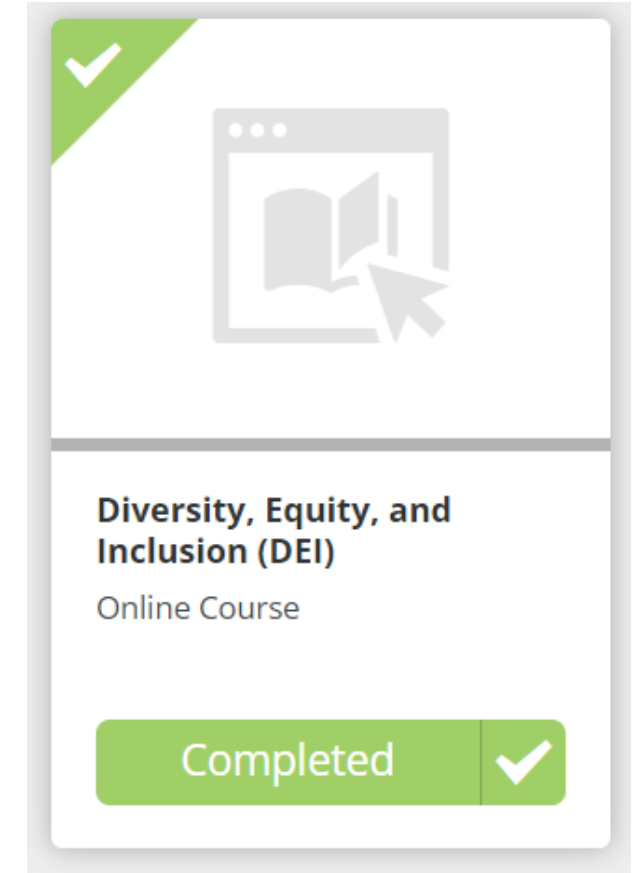 Diversity, Equity, and
Inclusion (DEI)
Online Course
Completed